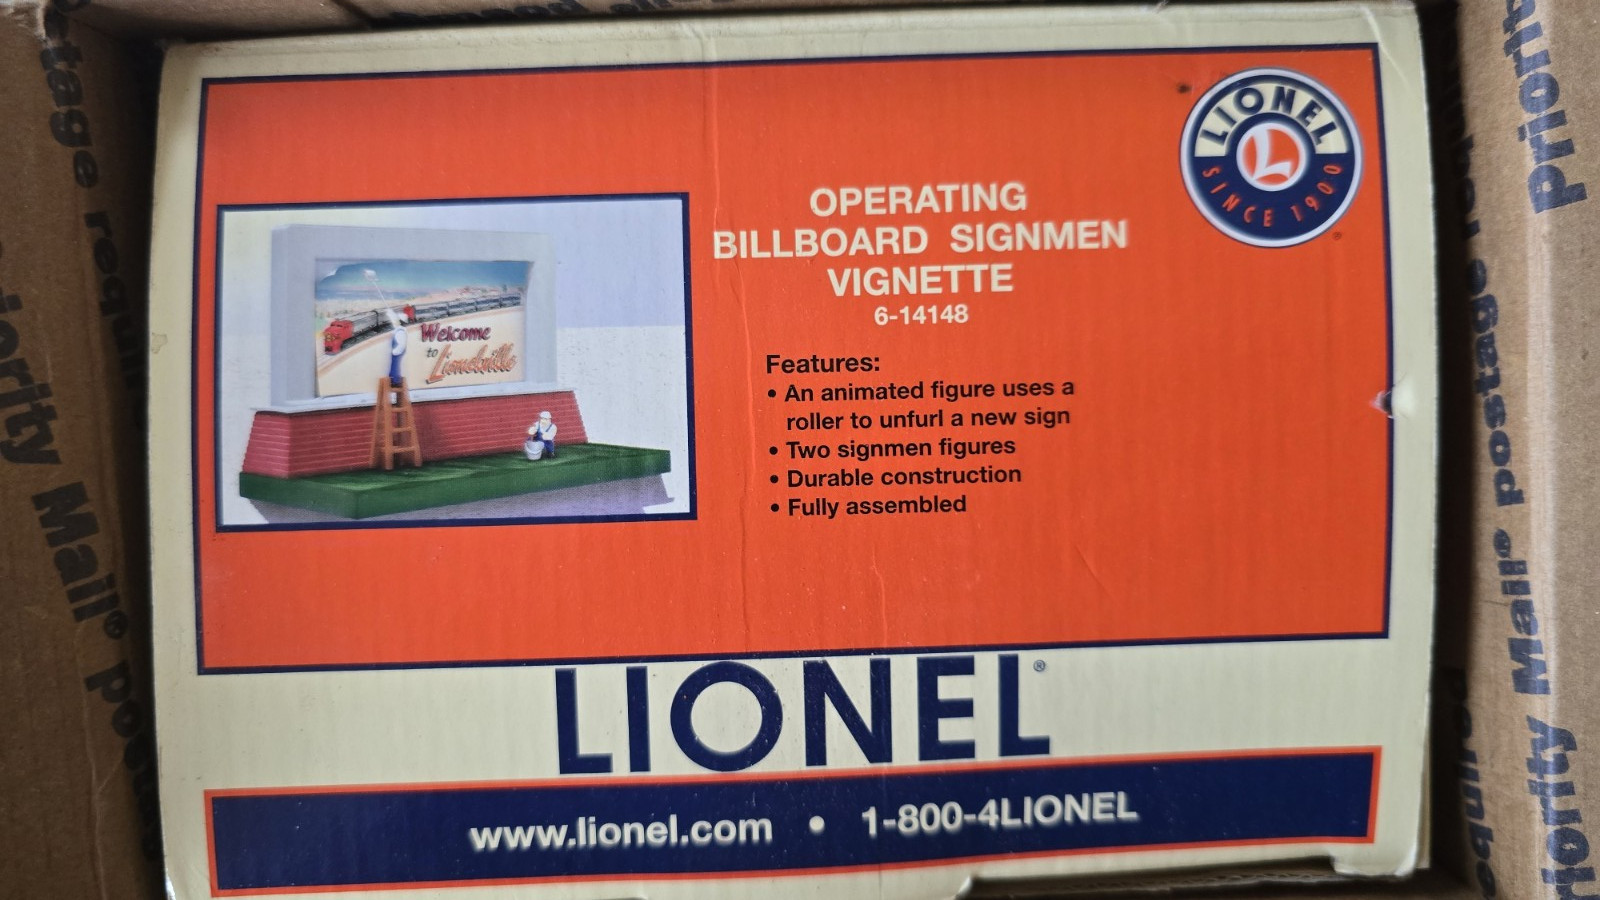 LIONEL
L
SINCE 1900
®
OPERATING
BILLBOARD SIGNMEN
VIGNETTE
6-14148
Welcome
to
Lionelville
Features:
• An animated figure uses a
roller to unfurl a new sign
• Two signmen figures
• Durable construction
• Fully assembled
LIONEL®
www.lionel.com • 1-800-4LIONEL
Priority Mail® postage
Priority